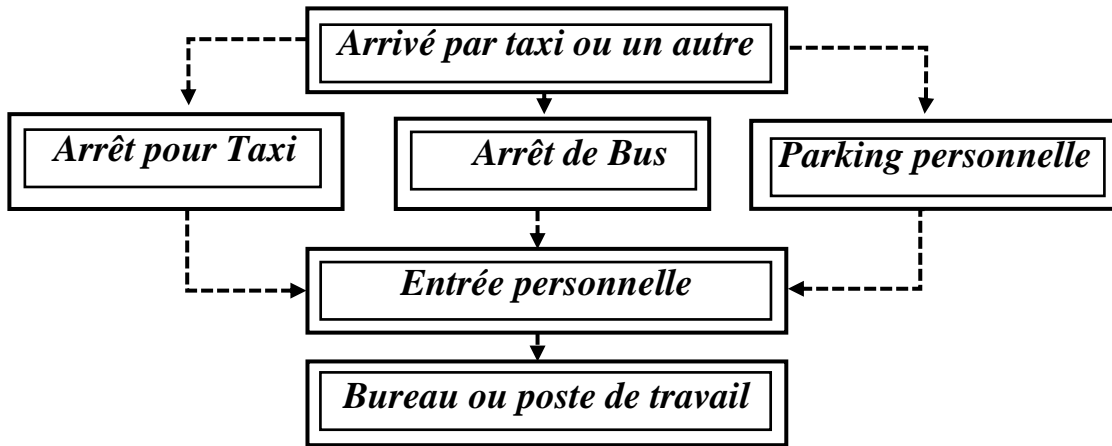 Arrivé par taxi ou un autre
Arrêt pour Taxi
Arrêt de Bus
Parking personnelle
Entrée personnelle
Bureau ou poste de travail